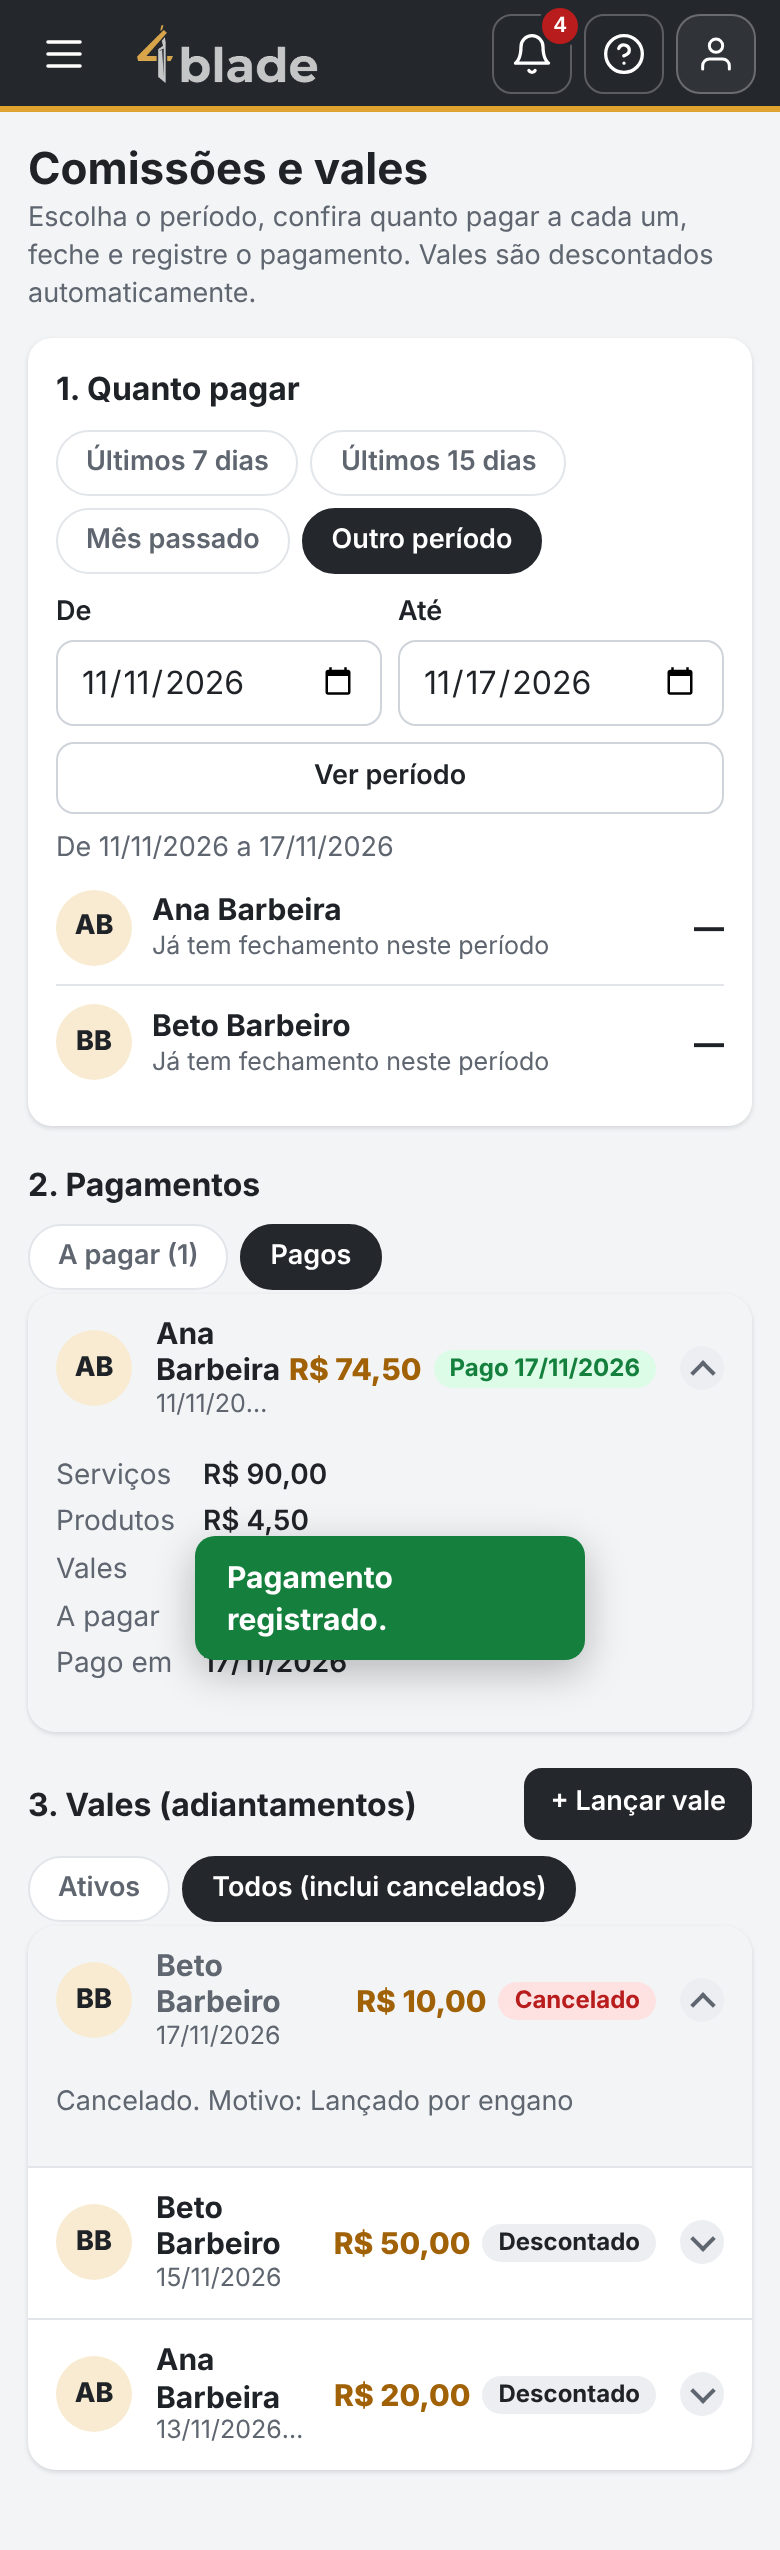 4blade
4
Comissões e vales
Escolha o período, confira quanto pagar a cada um,
feche e registre o pagamento. Vales são descontados
automaticamente.
1. Quanto pagar
Últimos 7 dias
Últimos 15 dias
Mês passado
Outro período
De
Até
11/11/2026
11/17/2026
Ver período
De 11/11/2026 a 17/11/2026
AB
Ana Barbeira
Já tem fechamento neste período
—
BB
Beto Barbeiro
Já tem fechamento neste período
—
2. Pagamentos
A pagar (1)
Pagos
AB
Ana
Barbeira
11/11/20...
R$ 74,50
Pago 17/11/2026
Serviços R$ 90,00
Produtos R$ 4,50
Vales
A pagar
Pago em 17/11/2026
Pagamento
registrado.
3. Vales (adiantamentos)
+ Lançar vale
Ativos
Todos (inclui cancelados)
BB
Beto
Barbeiro
17/11/2026
R$ 10,00
Cancelado
Cancelado. Motivo: Lançado por engano
BB
Beto
Barbeiro
15/11/2026
R$ 50,00
Descontado
AB
Ana
Barbeira
13/11/2026...
R$ 20,00
Descontado